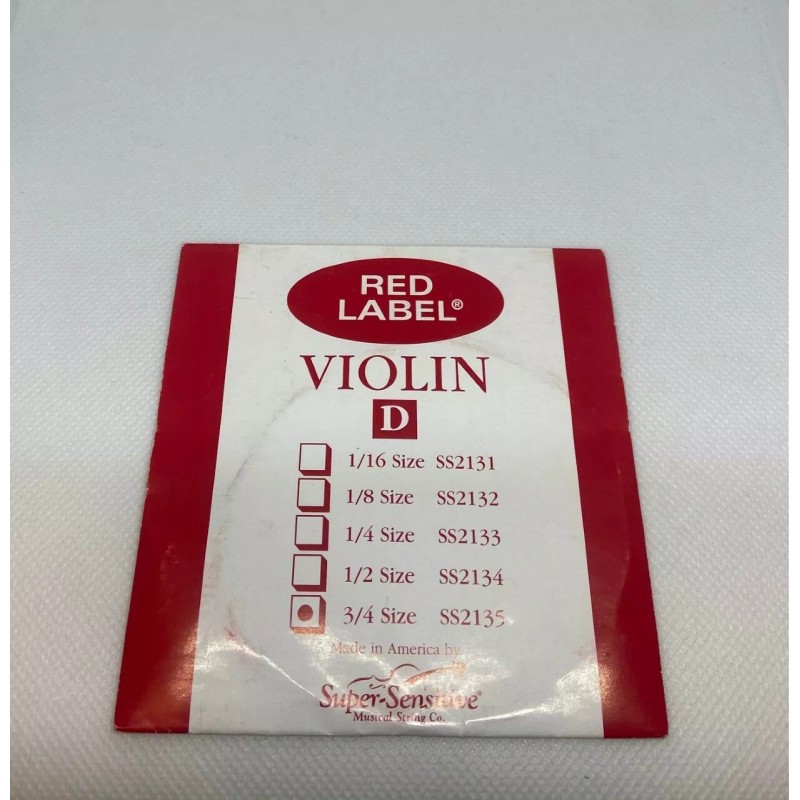 RED
LABEL®
VIOLIN
D
1/16 Size SS2131
1/8 Size SS2132
1/4 Size SS2133
1/2 Size SS2134
3/4 Size SS2135
Made in America by
Super-Sensitive®
Musical String Co.